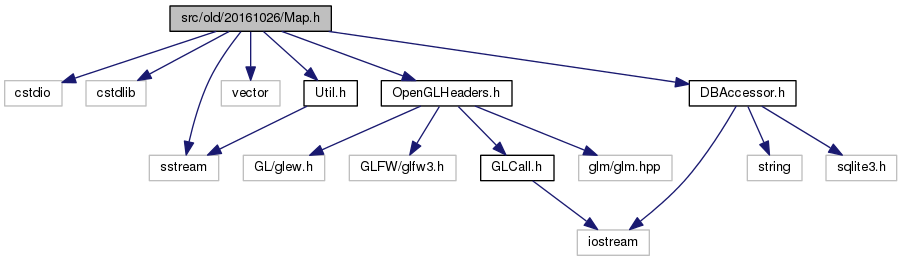 src/old/20161026/Map.h
cstdio
cstdlib
vector
Util.h
OpenGLHeaders.h
DBAccessor.h
sstream
GL/glew.h
GLFW/glfw3.h
GLCall.h
glm/glm.hpp
string
sqlite3.h
iostream